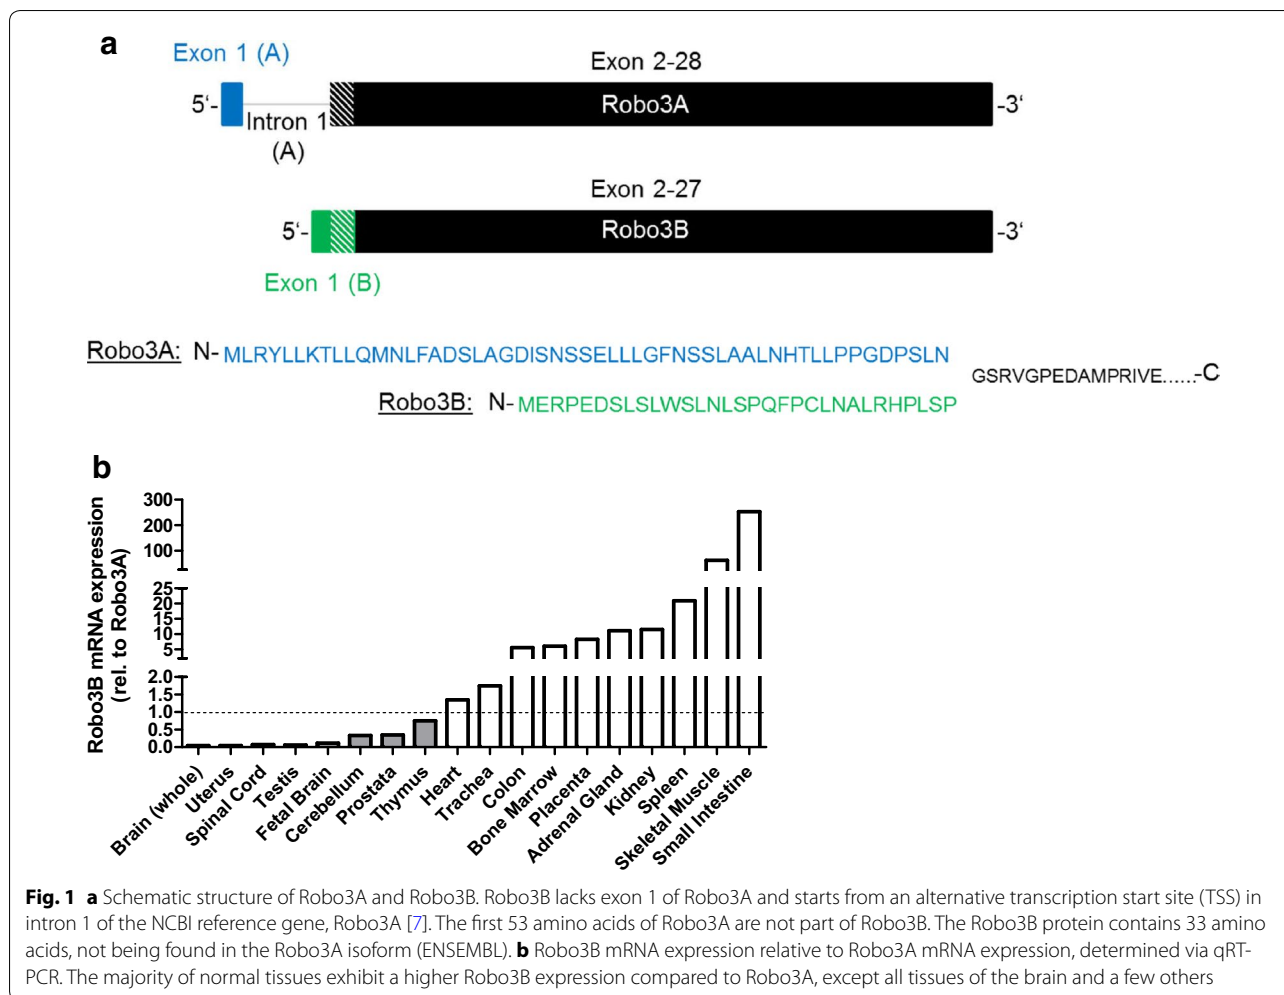 a
Exon 1 (A)
Exon 2-28
5‘-
Robo3A
-3‘
Intron 1
(A)
Exon 2-27
5‘-
Robo3B
-3‘
Exon 1 (B)
Robo3A: N- MLRYLLKTLLQMNLFADSLAGDISNSSELLLGFNSSLAALNHTLLPPGDPSLN
GSRVGPEDAMPRIVE......-C
Robo3B: N- MERPEDSLSLWSLNLSPQFPCLNALRHPLSP
b
Robo3B mRNA expression
(rel. to Robo3A)
300
200
100
25
20
15
10
5
2.0
1.5
1.0
0.5
0.0
Brain (whole)
Uterus
Spinal Cord
Testis
Fetal Brain
Cerebellum
Prostata
Thymus
Heart
Trachea
Colon
Bone Marrow
Placenta
Adrenal Gland
Kidney
Spleen
Skeletal Muscle
Small Intestine
Fig. 1 a Schematic structure of Robo3A and Robo3B. Robo3B lacks exon 1 of Robo3A and starts from an alternative transcription start site (TSS) in
intron 1 of the NCBI reference gene, Robo3A [7]. The first 53 amino acids of Robo3A are not part of Robo3B. The Robo3B protein contains 33 amino
acids, not being found in the Robo3A isoform (ENSEMBL). b Robo3B mRNA expression relative to Robo3A mRNA expression, determined via qRT-
PCR. The majority of normal tissues exhibit a higher Robo3B expression compared to Robo3A, except all tissues of the brain and a few others